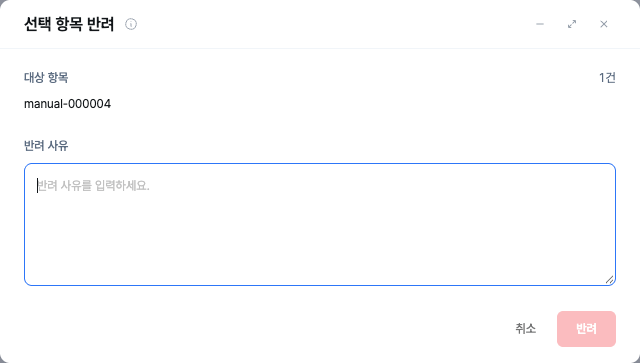 선택 항목 반려
대상 항목 1건
manual-000004
반려 사유
반려 사유를 입력하세요.
취소 반려